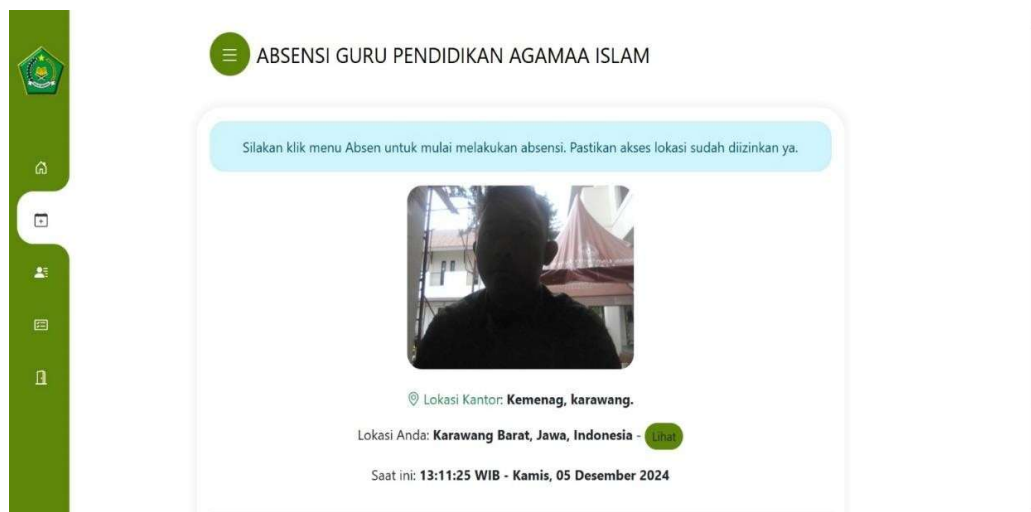 ABSENSI GURU PENDIDIKAN AGAMAA ISLAM
Silakan klik menu Absen untuk mulai melakukan absensi. Pastikan akses lokasi sudah diizinkan ya.
Lokasi Kantor: Kemenag, karawang.
Lokasi Anda: Karawang Barat, Jawa, Indonesia - Lihat
Saat ini: 13:11:25 WIB - Kamis, 05 Desember 2024